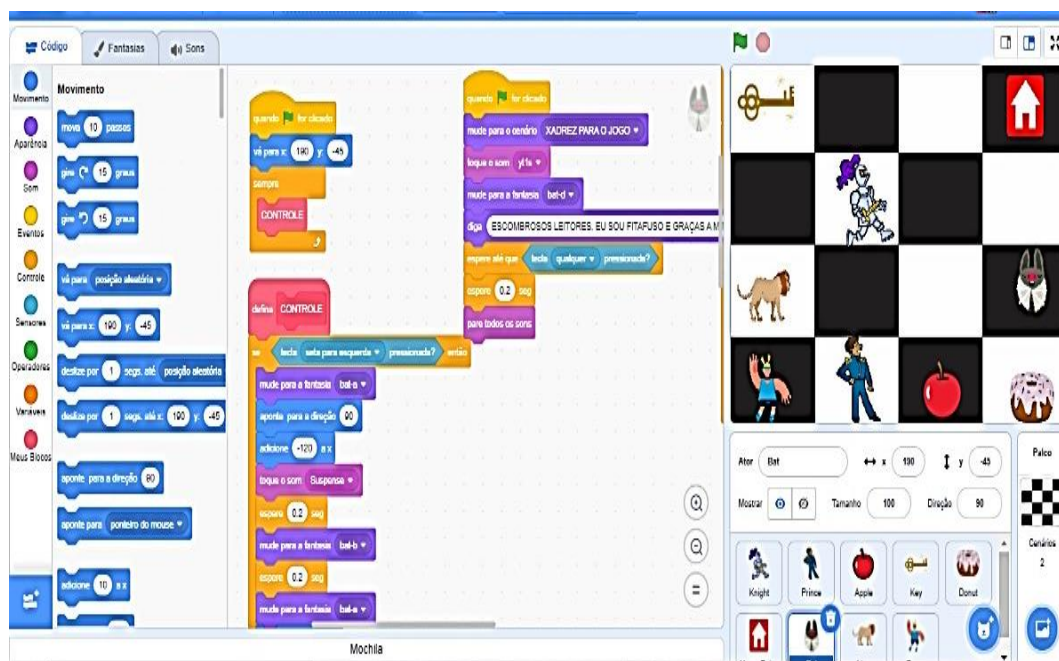 Código
Fantasias
Sons
Movimento
Aparência
Som
Eventos
Controle
Sensores
Operadores
Variáveis
Meus Blocos
Movimento
mova 10 passos
gire 15 graus
gire 15 graus
vá para posição aleatória
vá para x: 190 y: -45
deslize por 1 segs. até posição aleatória
deslize por 1 segs. até x: 190 y: -45
aponte para a direção 90
aponte para ponteiro do mouse
adicione 10 a x
quando for clicado
vá para x: 190 y: -45
sempre
CONTROLE
defina CONTROLE
se tecla seta para esquerda pressionada? então
mude para a fantasia bat-a
aponte para a direção 90
adicione -120 a x
toque o som Suspense
espere 0.2 seg
mude para a fantasia bat-b
espere 0.2 seg
mude para a fantasia bat-a
quando for clicado
mude para o cenário XADREZ PARA O JOGO
toque o som yt1s
mude para a fantasia bat-d
diga ESCOMBROSOS LEITORES, EU SOU FITAFUSO E GRAÇAS A M
espere até que tecla qualquer pressionada?
espere 0.2 seg
pare todos os sons
Mochila
Ator Bat x 190 y -45
Mostrar Tamanho 100 Direção 90
Knight
Prince
Apple
Key
Donut
Palco
Cenários
2